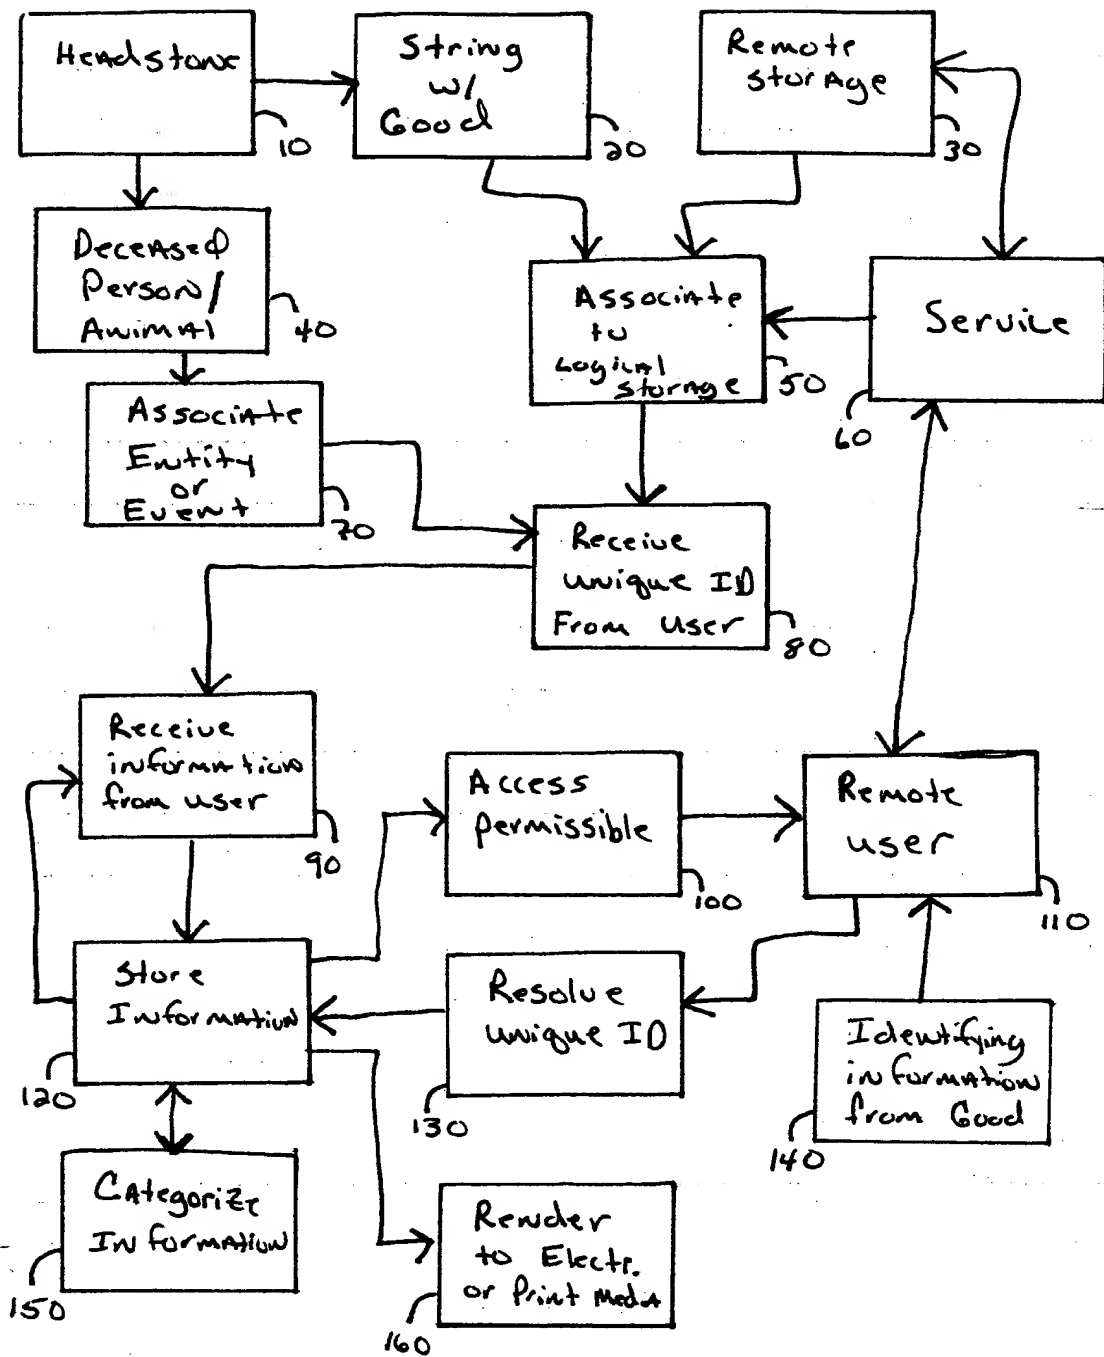 Headstone
10
String
w/
Good
20
Remote
storage
30
Deceased
Person/
Animal
40
Associate
to
Logical
storage
50
Service
60
Associate
Entity
or
Event
70
Receive
unique ID
From user
80
Receive
information
from user
90
Access
permissible
100
Remote
user
110
Store
Information
120
Resolve
unique ID
130
Identifying
information
from Good
140
Categorize
Information
150
Render
to Electr.
or Print Media
160